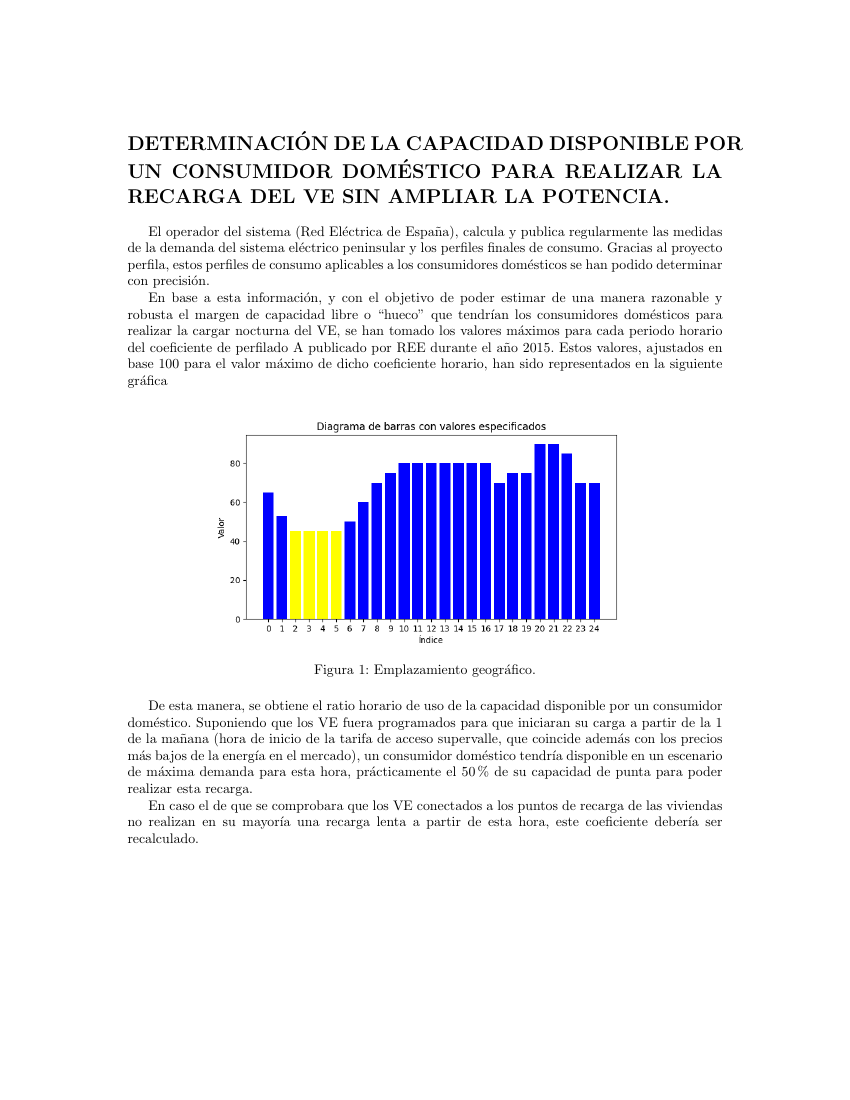 DETERMINACIÓN DE LA CAPACIDAD DISPONIBLE POR
UN CONSUMIDOR DOMÉSTICO PARA REALIZAR LA
RECARGA DEL VE SIN AMPLIAR LA POTENCIA.
El operador del sistema (Red Eléctrica de España), calcula y publica regularmente las medidas
de la demanda del sistema eléctrico peninsular y los perfiles finales de consumo. Gracias al proyecto
perfila, estos perfiles de consumo aplicables a los consumidores domésticos se han podido determinar
con precisión.
En base a esta información, y con el objetivo de poder estimar de una manera razonable y
robusta el margen de capacidad libre o “hueco” que tendrían los consumidores domésticos para
realizar la cargar nocturna del VE, se han tomado los valores máximos para cada periodo horario
del coeficiente de perfilado A publicado por REE durante el año 2015. Estos valores, ajustados en
base 100 para el valor máximo de dicho coeficiente horario, han sido representados en la siguiente
gráfica
Diagrama de barras con valores especificados
80
60
40
20
0
Valor
0 1 2 3 4 5 6 7 8 9 10 11 12 13 14 15 16 17 18 19 20 21 22 23 24
Índice
Figura 1: Emplazamiento geográfico.
De esta manera, se obtiene el ratio horario de uso de la capacidad disponible por un consumidor
doméstico. Suponiendo que los VE fuera programados para que iniciaran su carga a partir de la 1
de la mañana (hora de inicio de la tarifa de acceso supervalle, que coincide además con los precios
más bajos de la energía en el mercado), un consumidor doméstico tendría disponible en un escenario
de máxima demanda para esta hora, prácticamente el 50 % de su capacidad de punta para poder
realizar esta recarga.
En caso el de que se comprobara que los VE conectados a los puntos de recarga de las viviendas
no realizan en su mayoría una recarga lenta a partir de esta hora, este coeficiente debería ser
recalculado.